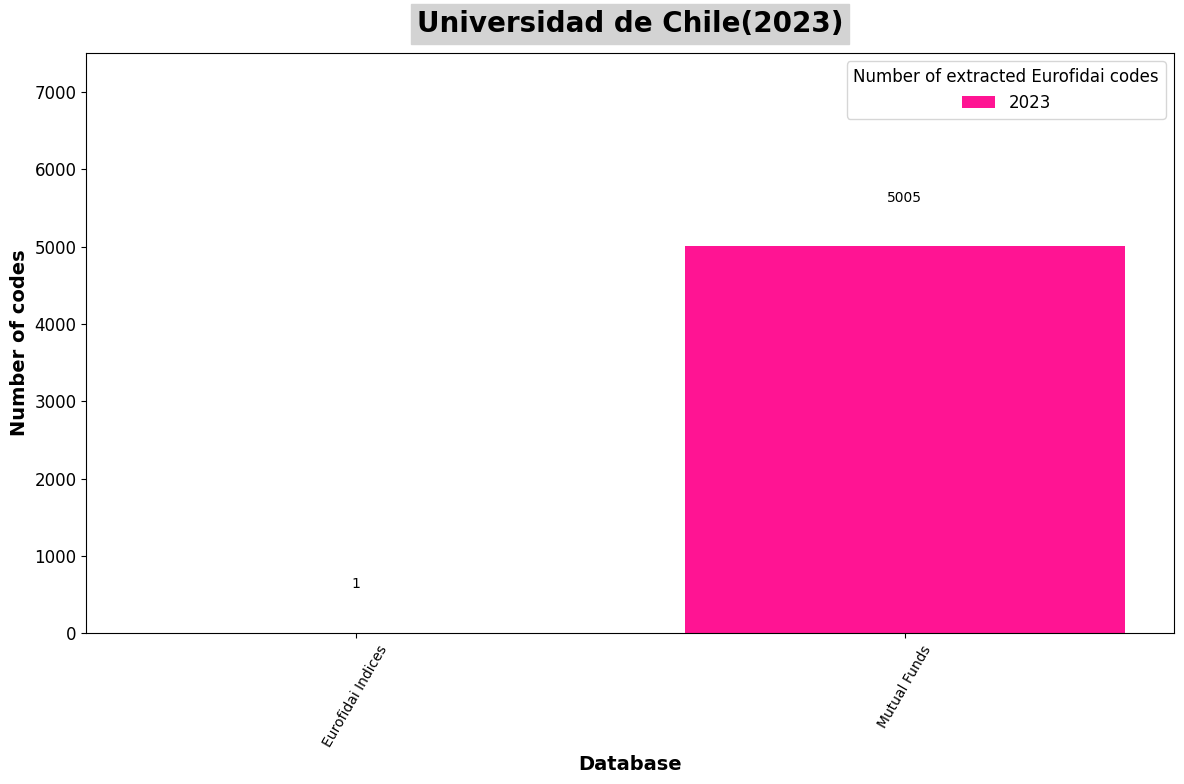 Universidad de Chile(2023)
Number of extracted Eurofidai codes
2023
Number of codes
7000
6000
5000
4000
3000
2000
1000
0
5005
1
Eurofidai Indices
Mutual Funds
Database